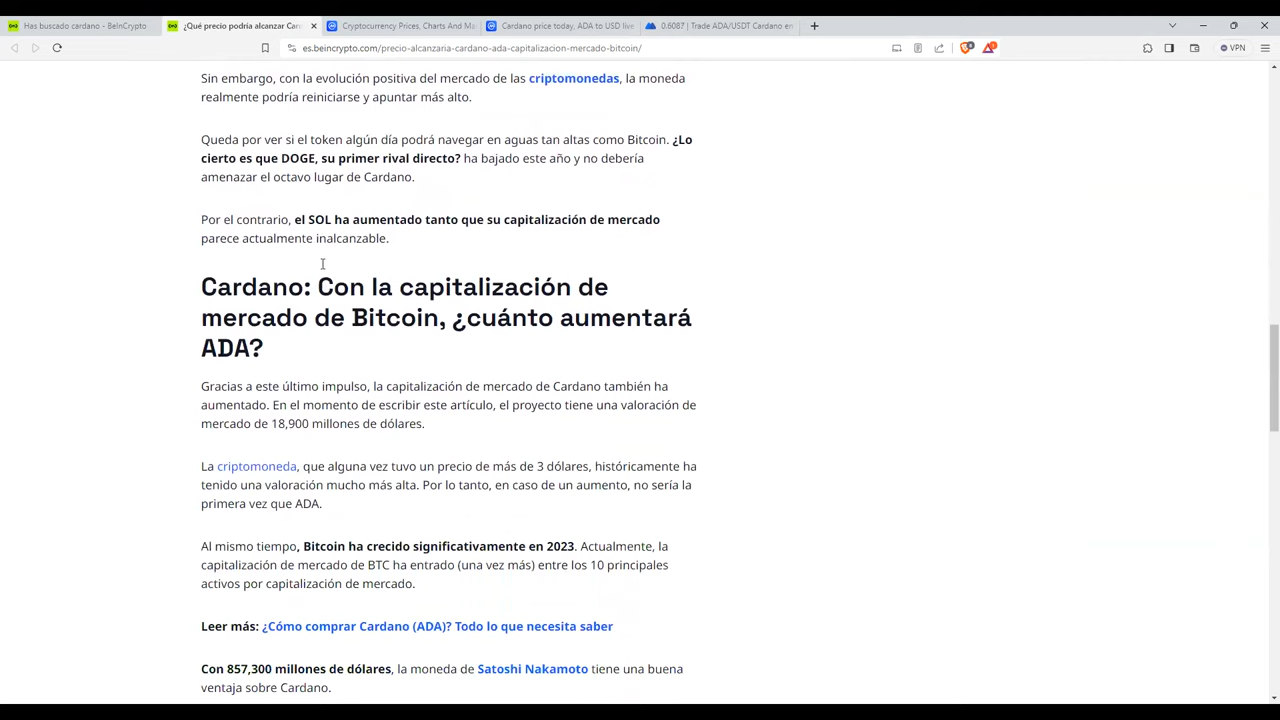 Has buscado cardano - BeInCrypto
¿Qué precio podría alcanzar Car
Cryptocurrency Prices, Charts And Ma
Cardano price today, ADA to USD live
0.6087 | Trade ADA/USDT Cardano en
es.beincrypto.com/precio-alcanzaria-cardano-ada-capitalizacion-mercado-bitcoin/
VPN
Sin embargo, con la evolución positiva del mercado de las criptomonedas, la moneda
realmente podría reiniciarse y apuntar más alto.
Queda por ver si el token algún día podrá navegar en aguas tan altas como Bitcoin. ¿Lo
cierto es que DOGE, su primer rival directo? ha bajado este año y no debería
amenazar el octavo lugar de Cardano.
Por el contrario, el SOL ha aumentado tanto que su capitalización de mercado
parece actualmente inalcanzable.
Cardano: Con la capitalización de
mercado de Bitcoin, ¿cuánto aumentará
ADA?
Gracias a este último impulso, la capitalización de mercado de Cardano también ha
aumentado. En el momento de escribir este artículo, el proyecto tiene una valoración de
mercado de 18,900 millones de dólares.
La criptomoneda, que alguna vez tuvo un precio de más de 3 dólares, históricamente ha
tenido una valoración mucho más alta. Por lo tanto, en caso de un aumento, no sería la
primera vez que ADA.
Al mismo tiempo, Bitcoin ha crecido significativamente en 2023. Actualmente, la
capitalización de mercado de BTC ha entrado (una vez más) entre los 10 principales
activos por capitalización de mercado.
Leer más: ¿Cómo comprar Cardano (ADA)? Todo lo que necesita saber
Con 857,300 millones de dólares, la moneda de Satoshi Nakamoto tiene una buena
ventaja sobre Cardano.